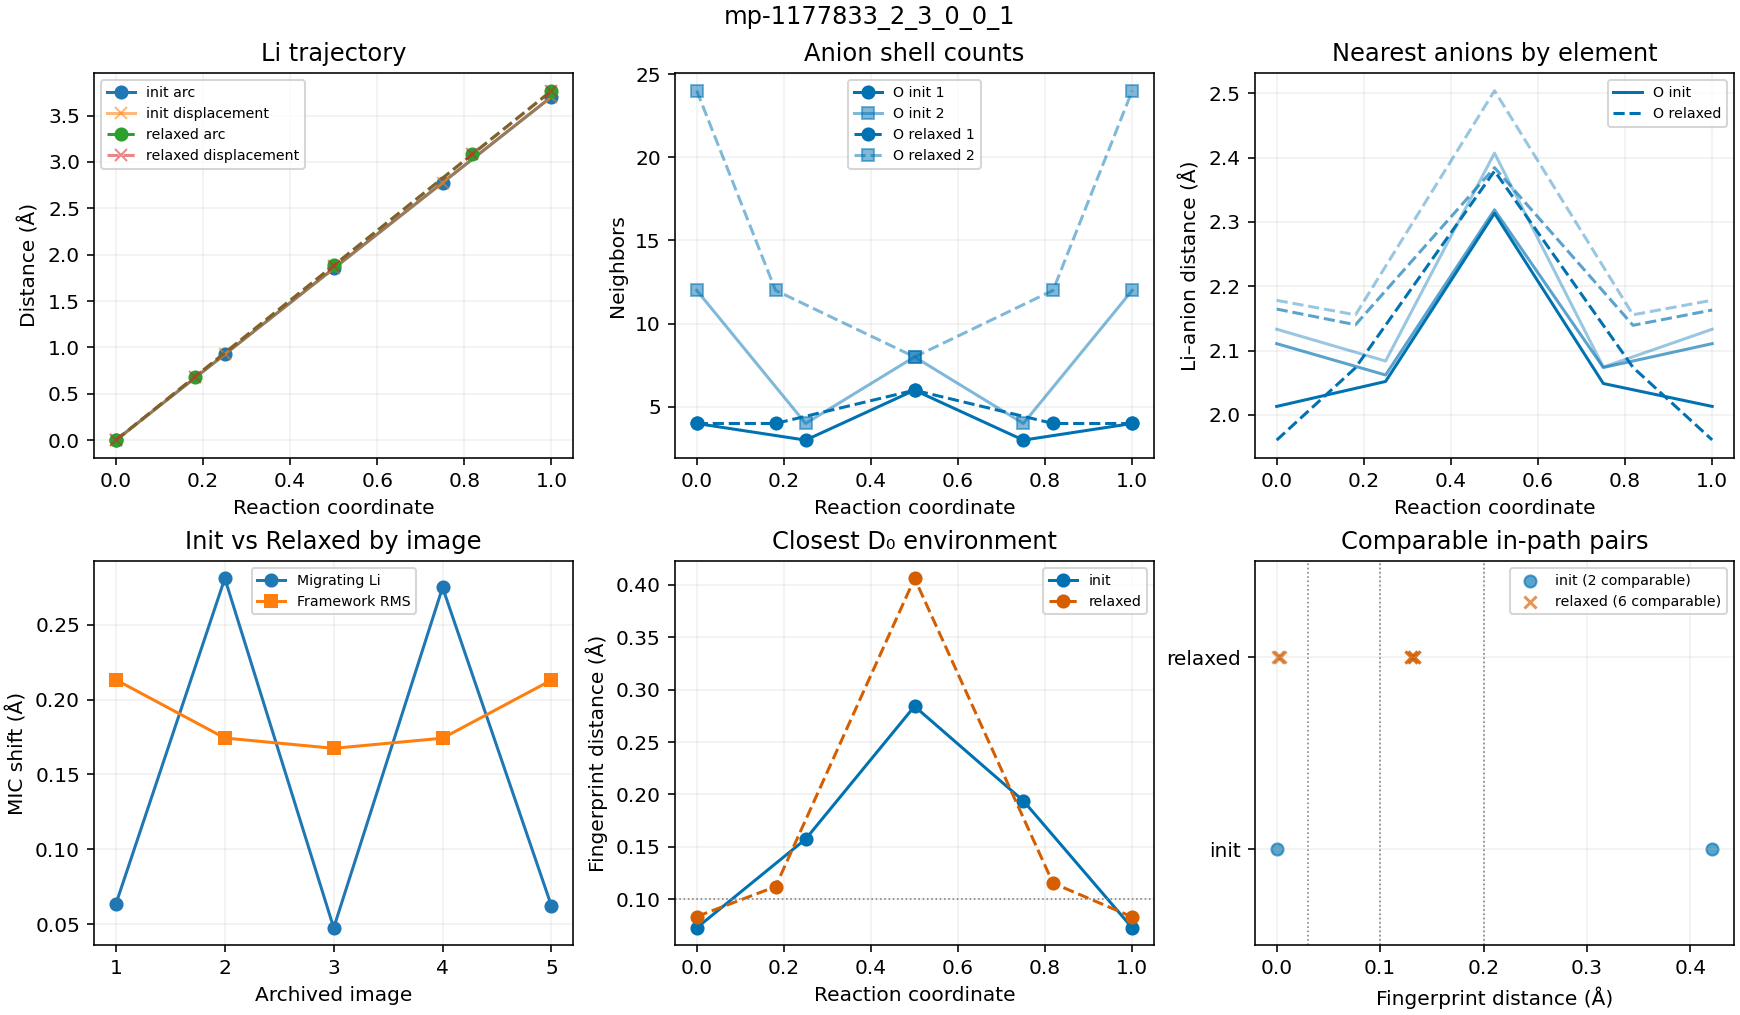 mp-1177833_2_3_0_0_1
Li trajectory
3.5
3.0
2.5
2.0
1.5
1.0
0.5
0.0
Distance (Å)
init arc
init displacement
relaxed arc
relaxed displacement
0.0 0.2 0.4 0.6 0.8 1.0
Reaction coordinate
Anion shell counts
25
20
15
10
5
Neighbors
O init 1
O init 2
O relaxed 1
O relaxed 2
0.0 0.2 0.4 0.6 0.8 1.0
Reaction coordinate
Nearest anions by element
2.5
2.4
2.3
2.2
2.1
2.0
Li–anion distance (Å)
O init
O relaxed
0.0 0.2 0.4 0.6 0.8 1.0
Reaction coordinate
Init vs Relaxed by image
0.25
0.20
0.15
0.10
0.05
MIC shift (Å)
Migrating Li
Framework RMS
1 2 3 4 5
Archived image
Closest D₀ environment
0.40
0.35
0.30
0.25
0.20
0.15
0.10
Fingerprint distance (Å)
init
relaxed
0.0 0.2 0.4 0.6 0.8 1.0
Reaction coordinate
Comparable in-path pairs
relaxed
init
init (2 comparable)
relaxed (6 comparable)
0.0 0.1 0.2 0.3 0.4
Fingerprint distance (Å)